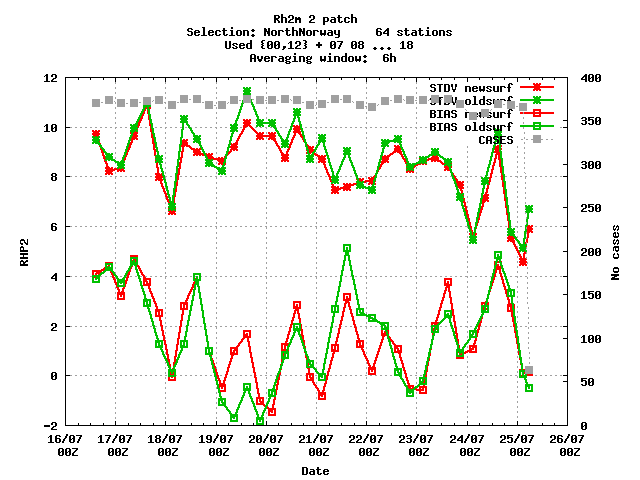 Rh2m 2 patch
Selection: NorthNorway     64 stations
Used {00,12} + 07 08 ... 18
Averaging window:  6h
12
10
8
6
4
2
0
-2
RHP2
400
350
300
250
200
150
100
50
0
No cases
STDV newsurf
STDV oldsurf
BIAS newsurf
BIAS oldsurf
CASES
16/07 17/07 18/07 19/07 20/07 21/07 22/07 23/07 24/07 25/07 26/07
00Z 00Z 00Z 00Z 00Z 00Z 00Z 00Z 00Z 00Z 00Z
Date